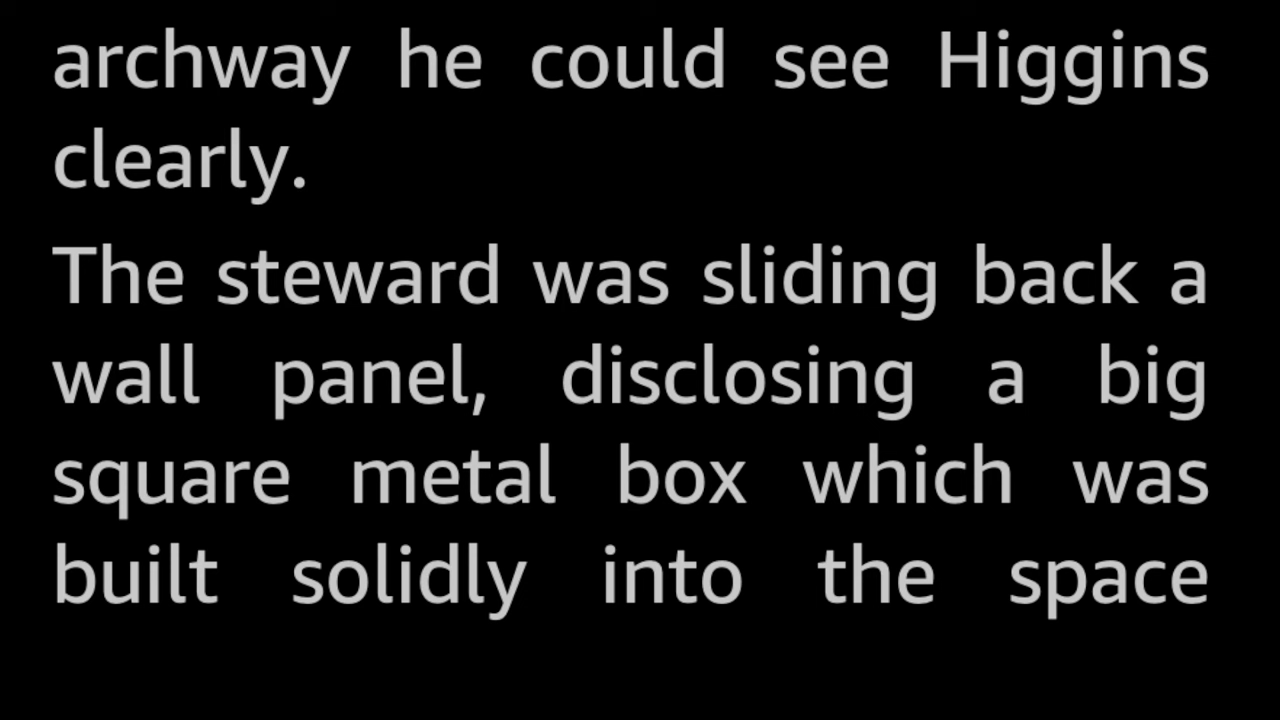 archway he could see Higgins
clearly.
The steward was sliding back a
wall panel, disclosing a big
square metal box which was
built solidly into the space